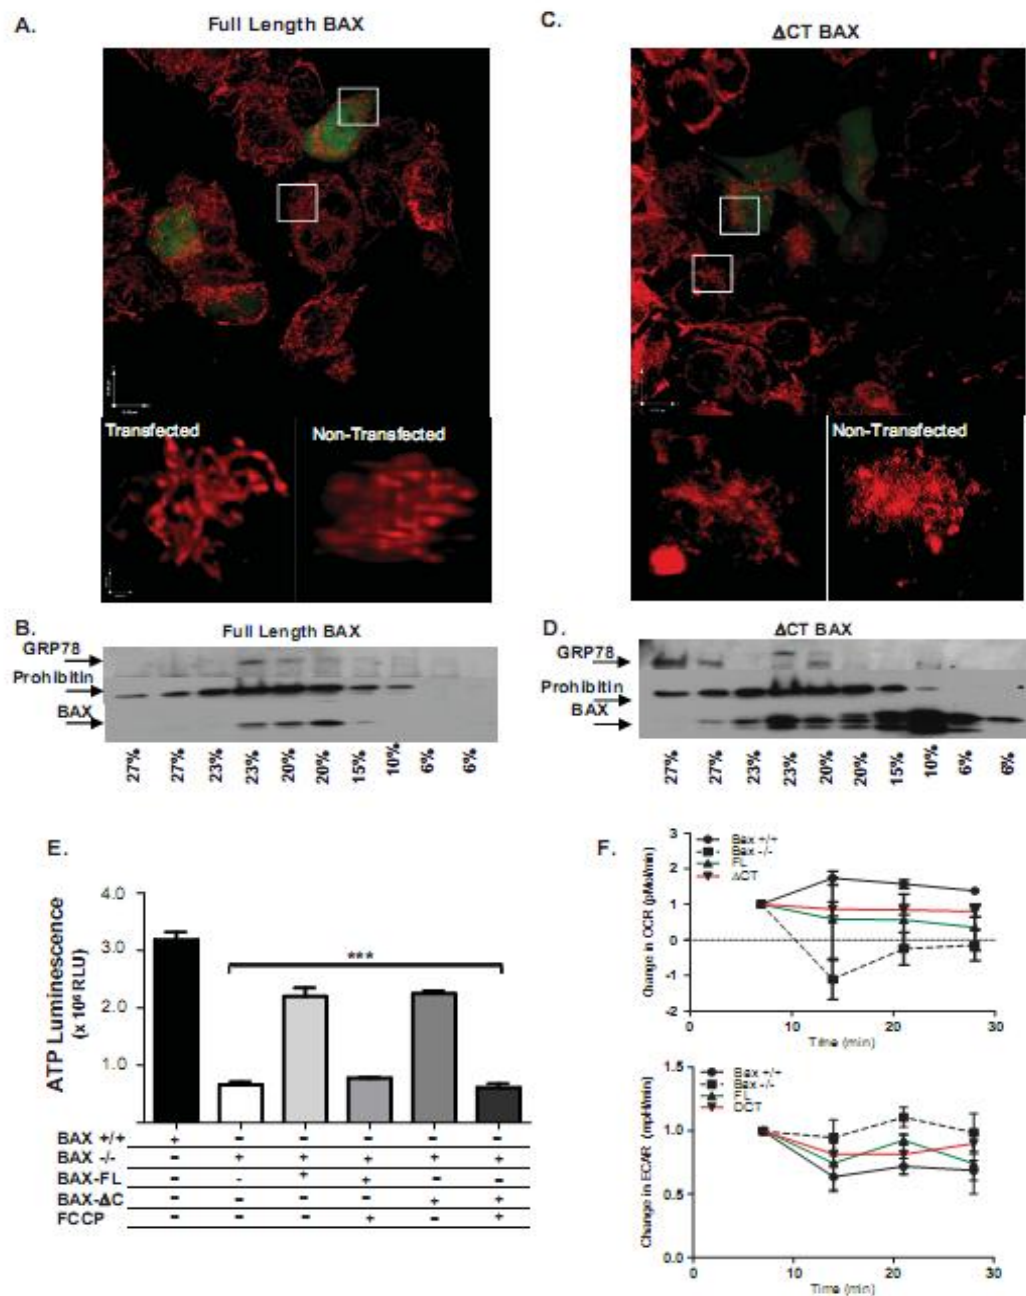 A.
Full Length BAX
C.
ΔCT BAX
Transfected
Non-Transfected
Non-Transfected
B.
Full Length BAX
GRP78
Prohibitin
BAX
27% 27% 23% 23% 20% 20% 15% 10% 6% 6%
D.
ΔCT BAX
GRP78
Prohibitin
BAX
27% 27% 23% 23% 20% 20% 15% 10% 6% 6%
E.
ATP Luminescence
(x 10⁶ RLU)
4.0
3.0
2.0
1.0
***
BAX +/+ + - - - - -
BAX -/- - + + + + +
BAX-FL - - + + - -
BAX-ΔC - - - - + +
FCCP - - - + - +
F.
Bax +/+
Bax -/-
FL
ΔCT
Change in OCR (pMol/min)
3
2
1
0
-1
-2
0 10 20 30
Time (min)
Bax +/+
Bax -/-
FL
DCT
Change in ECAR (mpH/min)
1.5
1.0
0.5
0.0
0 10 20 30
Time (min)